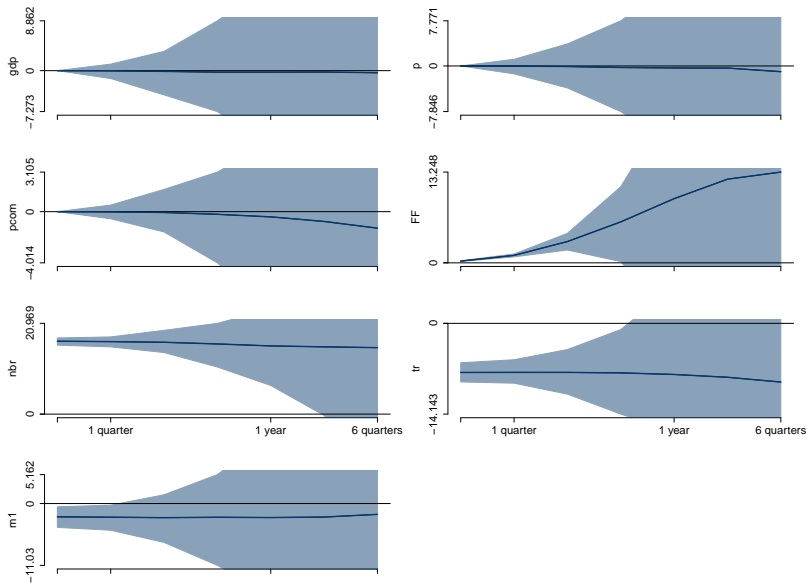 8.862
0
−7.273
gdp
7.771
0
−7.846
p
3.105
0
−4.014
pcom
13.248
0
FF
20.969
0
nbr
1 quarter
1 year
6 quarters
0
−14.143
tr
1 quarter
1 year
6 quarters
5.162
0
−11.03
m1